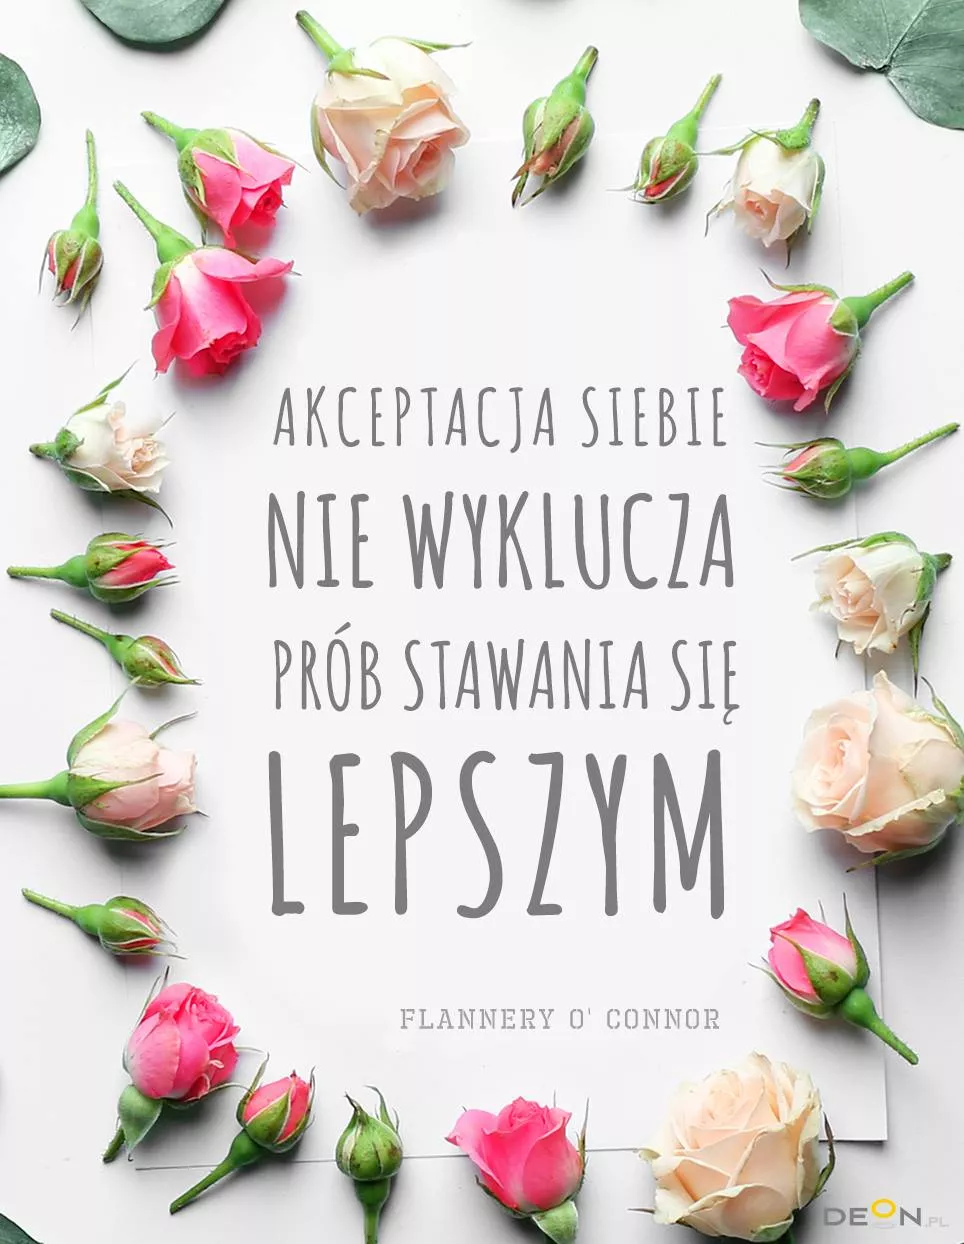 AKCEPTACJA SIEBIE
NIE WYKLUCZA
PRÓB STAWANIA SIĘ
LEPSZYM
FLANNERY O' CONNOR
DEON.PL